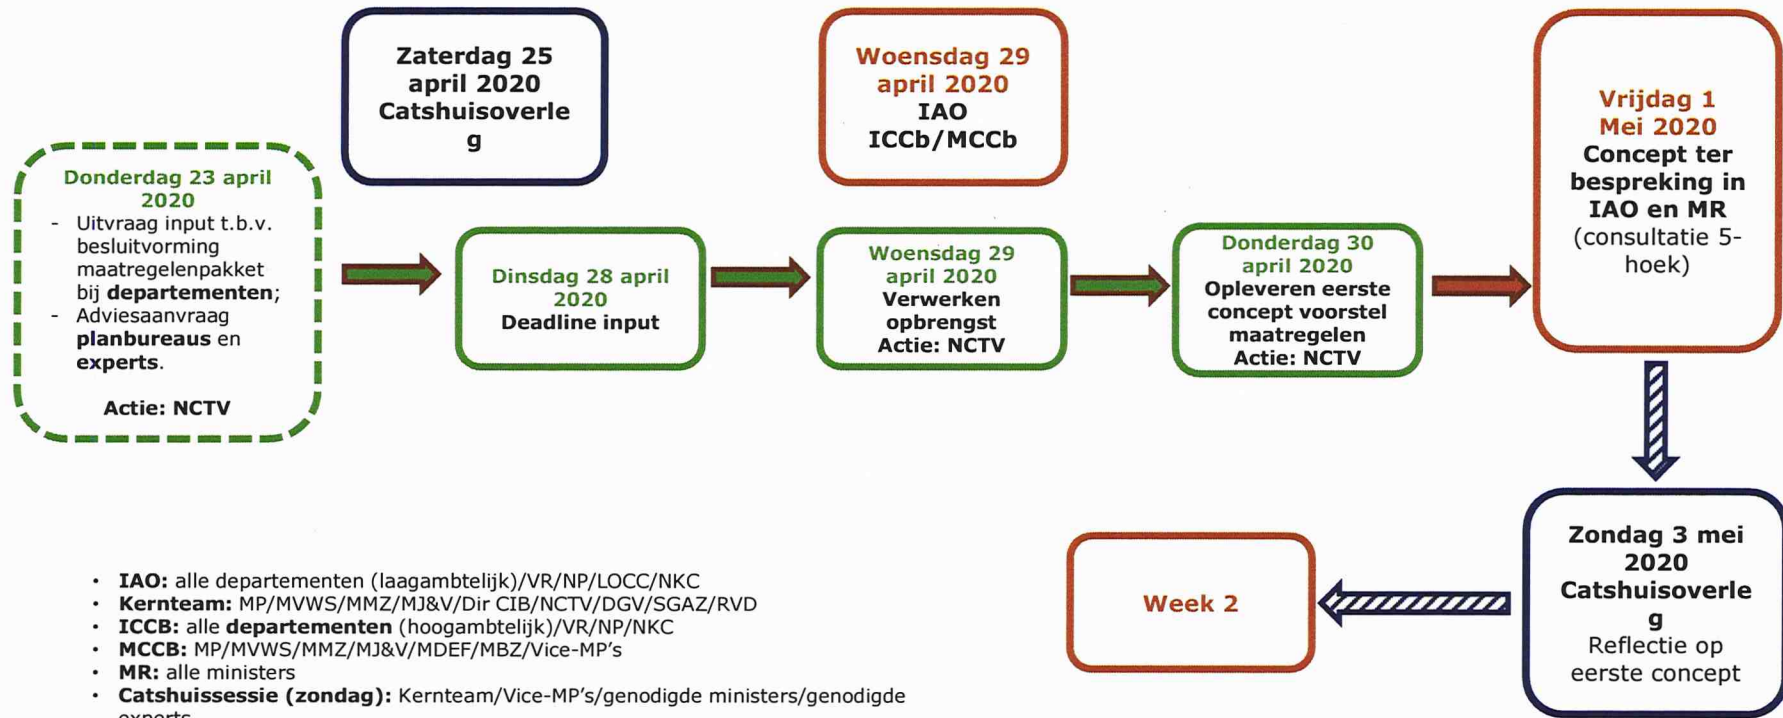 Zaterdag 25
april 2020
Catshuisoverle
g
Woensdag 29
april 2020
IAO
ICCb/MCCb
Vrijdag 1
Mei 2020
Concept ter
bespreking in
IAO en MR
(consultatie 5-
hoek)
Donderdag 23 april
2020
- Uitvraag input t.b.v.
besluitvorming
maatregelenpakket
bij departementen;
- Adviesaanvraag
planbureaus en
experts.
Actie: NCTV
Dinsdag 28 april
2020
Deadline input
Woensdag 29
april 2020
Verwerken
opbrengst
Actie: NCTV
Donderdag 30
april 2020
Opleveren eerste
concept voorstel
maatregelen
Actie: NCTV
Zondag 3 mei
2020
Catshuisoverle
g
Reflectie op
eerste concept
Week 2
• IAO: alle departementen (laagambtelijk)/VR/NP/LOCC/NKC
• Kernteam: MP/MVWS/MMZ/MJ&V/Dir CIB/NCTV/DGV/SGAZ/RVD
• ICCB: alle departementen (hoogambtelijk)/VR/NP/NKC
• MCCB: MP/MVWS/MMZ/MJ&V/MDEF/MBZ/Vice-MP's
• MR: alle ministers
• Catshuissessie (zondag): Kernteam/Vice-MP's/genodigde ministers/genodigde
experts